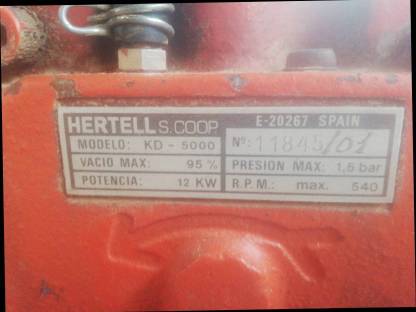 HERTELL S. COOP E-20267 SPAIN
MODELO: KD - 5000 Nº: 11845/01
VACIO MAX: 95 % PRESION MAX: 1,5 bar
POTENCIA: 12 KW R.P.M.: max. 540